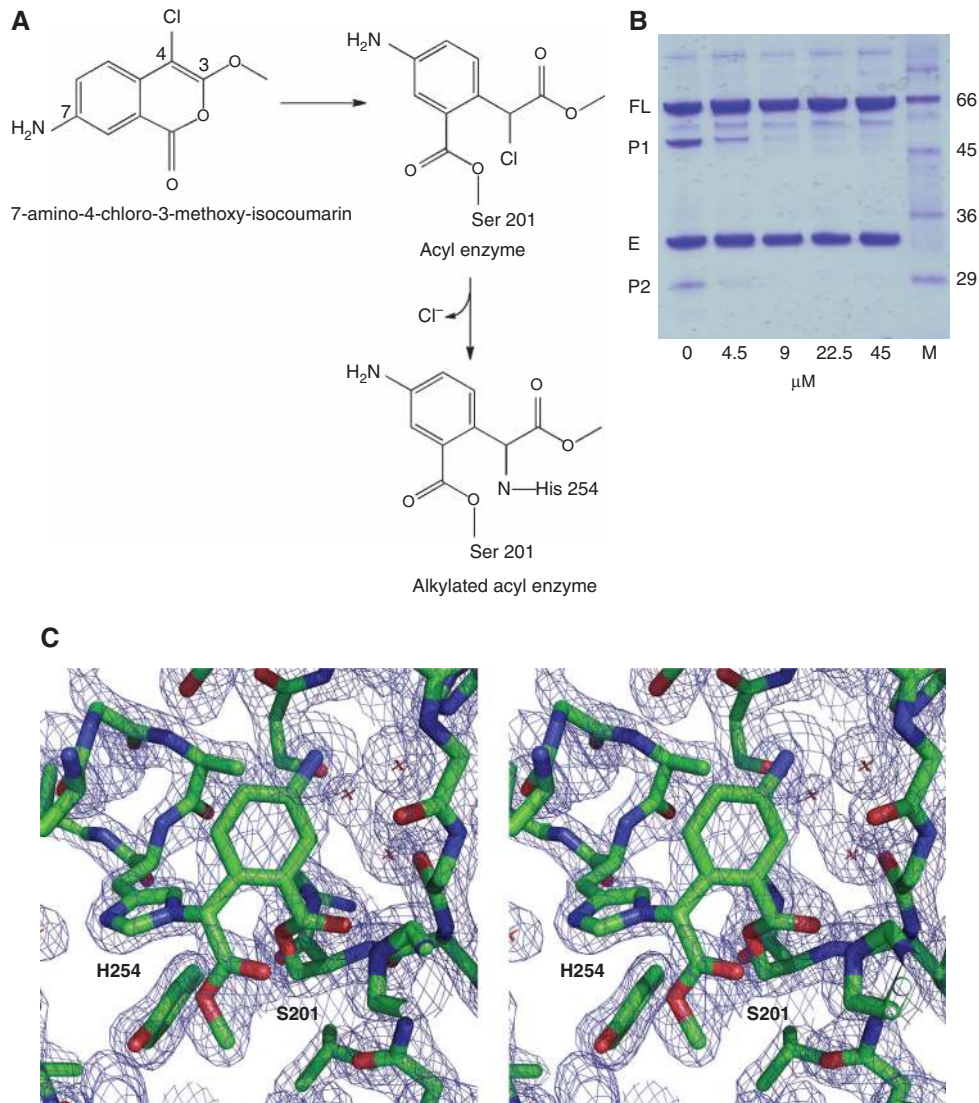 A
Cl
4
3
O
O
7
H₂N
O
7-amino-4-chloro-3-methoxy-isocoumarin
H₂N
O
O
Cl
O
O
Ser 201
Acyl enzyme
Cl⁻
H₂N
O
O
N—His 254
O
O
Ser 201
Alkylated acyl enzyme
B
FL
P1
E
P2
66
45
36
29
0 4.5 9 22.5 45 M
μM
C
H254
S201
H254
S201